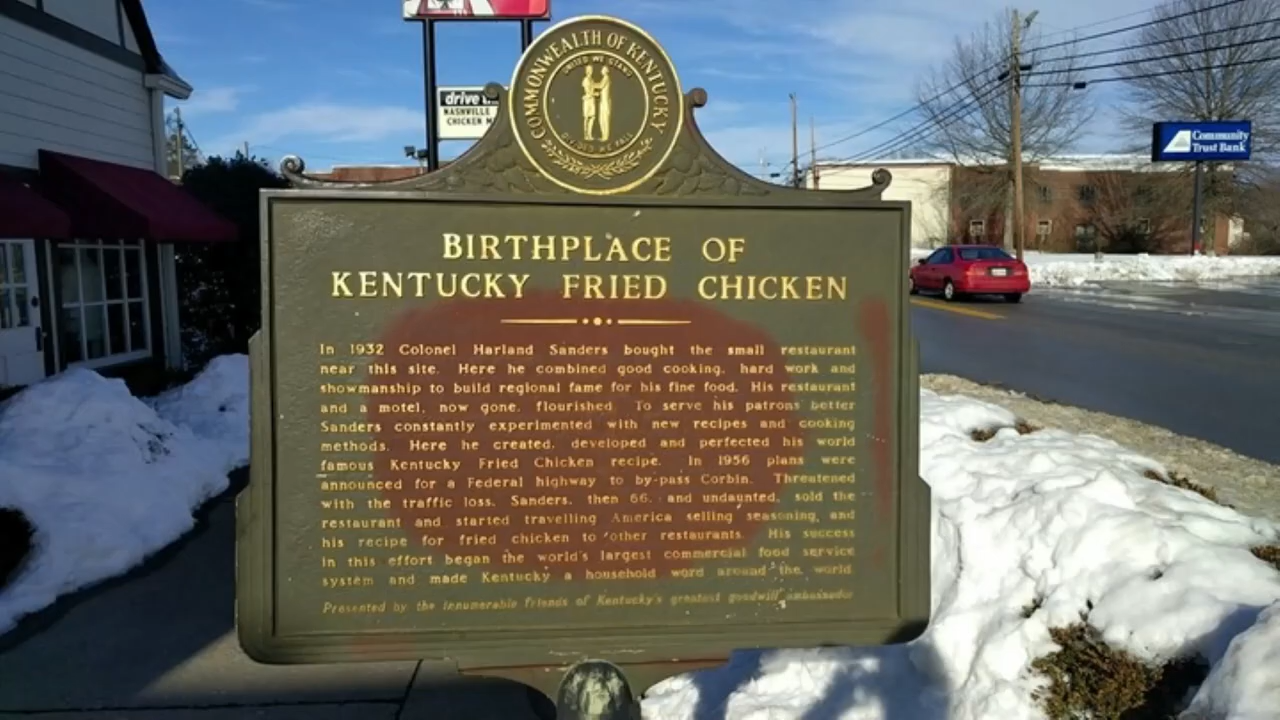 COMMONWEALTH OF KENTUCKY
UNITED WE STAND
DIVIDED WE FALL
drive
NASHVILLE
CHICKEN
Community
Trust Bank
BIRTHPLACE OF
KENTUCKY FRIED CHICKEN
In 1932 Colonel Harland Sanders bought the small restaurant
near this site. Here he combined good cooking, hard work and
showmanship to build regional fame for his fine food. His restaurant
and a motel, now gone, flourished. To serve his patrons better
Sanders constantly experimented with new recipes and cooking
methods. Here he created, developed and perfected his world
famous Kentucky Fried Chicken recipe. In 1956 plans were
announced for a Federal highway to by-pass Corbin. Threatened
with the traffic loss, Sanders, then 66, and undaunted, sold the
restaurant and started travelling America selling seasoning, and
his recipe for fried chicken to other restaurants. His success
in this effort began the world's largest commercial food service
system and made Kentucky a household word around the world.
Presented by the innumerable friends of Kentucky's greatest goodwill ambassador